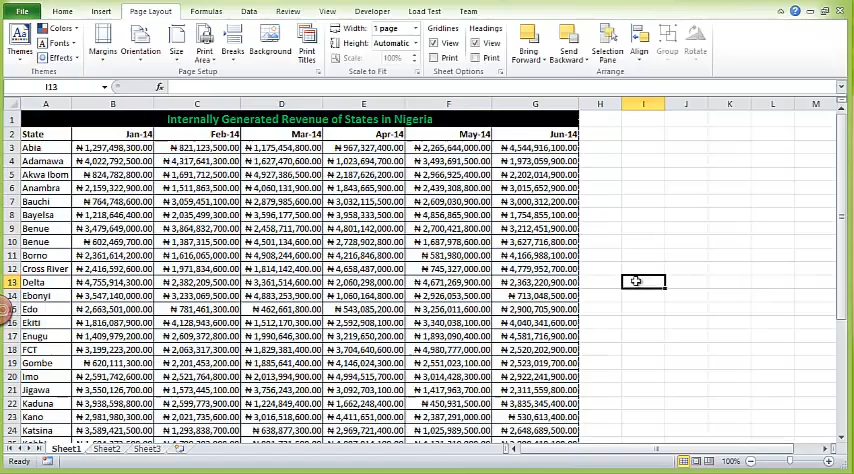 File Home Insert Page Layout Formulas Data Review View Developer Load Test Team
Colors Width: 1 page Gridlines Headings
Fonts Height: Automatic View View
Themes Effects Margins Orientation Size Print Area Breaks Background Print Titles Scale: 100% Print Print Bring Forward Send Backward Selection Pane Align Group Rotate
Themes Page Setup Scale to Fit Sheet Options Arrange
I13 fx
A B C D E F G H I J K L M
1 Internally Generated Revenue of States in Nigeria
2 State Jan-14 Feb-14 Mar-14 Apr-14 May-14 Jun-14
3 Abia ₦ 1,297,498,300.00 ₦ 821,123,500.00 ₦ 1,175,454,800.00 ₦ 967,327,400.00 ₦ 2,265,644,000.00 ₦ 4,544,916,100.00
4 Adamawa ₦ 4,022,792,500.00 ₦ 4,317,641,300.00 ₦ 1,627,470,600.00 ₦ 1,023,694,700.00 ₦ 3,493,691,500.00 ₦ 1,973,059,900.00
5 Akwa Ibom ₦ 824,782,800.00 ₦ 1,691,712,500.00 ₦ 4,927,386,500.00 ₦ 2,187,626,200.00 ₦ 2,966,925,400.00 ₦ 2,202,014,900.00
6 Anambra ₦ 2,159,322,900.00 ₦ 1,511,863,500.00 ₦ 4,060,131,900.00 ₦ 1,843,665,900.00 ₦ 2,439,308,800.00 ₦ 3,015,652,900.00
7 Bauchi ₦ 764,748,600.00 ₦ 3,059,451,100.00 ₦ 2,879,985,600.00 ₦ 3,032,115,500.00 ₦ 2,609,030,900.00 ₦ 3,000,312,200.00
8 Bayelsa ₦ 1,218,646,400.00 ₦ 2,035,499,300.00 ₦ 3,596,177,500.00 ₦ 3,958,333,500.00 ₦ 4,856,865,900.00 ₦ 1,754,855,100.00
9 Benue ₦ 3,479,649,000.00 ₦ 3,864,832,700.00 ₦ 2,458,711,700.00 ₦ 4,801,142,000.00 ₦ 2,700,421,800.00 ₦ 3,212,451,900.00
10 Benue ₦ 602,469,700.00 ₦ 1,387,315,500.00 ₦ 4,501,134,600.00 ₦ 2,728,902,800.00 ₦ 1,687,978,600.00 ₦ 3,627,716,800.00
11 Borno ₦ 2,361,614,200.00 ₦ 1,616,065,000.00 ₦ 4,908,244,600.00 ₦ 4,216,846,800.00 ₦ 581,980,000.00 ₦ 4,166,988,100.00
12 Cross River ₦ 2,416,592,600.00 ₦ 1,971,834,600.00 ₦ 1,814,142,400.00 ₦ 4,658,487,000.00 ₦ 745,327,000.00 ₦ 4,779,952,700.00
13 Delta ₦ 4,755,914,300.00 ₦ 2,382,209,500.00 ₦ 3,361,514,600.00 ₦ 2,060,298,000.00 ₦ 4,671,269,900.00 ₦ 2,363,220,900.00
14 Ebonyi ₦ 3,547,140,000.00 ₦ 3,233,069,500.00 ₦ 4,883,253,900.00 ₦ 1,060,164,800.00 ₦ 2,926,053,500.00 ₦ 713,048,500.00
Edo ₦ 2,663,501,000.00 ₦ 781,461,300.00 ₦ 462,661,800.00 ₦ 543,085,200.00 ₦ 3,256,011,600.00 ₦ 2,900,705,900.00
16 Ekiti ₦ 1,816,087,900.00 ₦ 4,128,943,600.00 ₦ 1,512,170,300.00 ₦ 2,592,908,100.00 ₦ 3,340,038,100.00 ₦ 4,040,341,600.00
17 Enugu ₦ 1,409,979,200.00 ₦ 2,609,372,800.00 ₦ 1,990,646,300.00 ₦ 3,219,650,200.00 ₦ 1,893,090,400.00 ₦ 4,581,716,900.00
18 FCT ₦ 3,199,223,200.00 ₦ 2,063,317,300.00 ₦ 1,829,381,400.00 ₦ 3,704,640,600.00 ₦ 4,980,777,000.00 ₦ 2,520,202,900.00
19 Gombe ₦ 620,111,300.00 ₦ 2,201,453,200.00 ₦ 1,885,641,400.00 ₦ 4,146,024,300.00 ₦ 2,551,023,100.00 ₦ 2,523,019,700.00
20 Imo ₦ 2,591,742,600.00 ₦ 2,521,764,800.00 ₦ 2,013,994,900.00 ₦ 4,994,515,700.00 ₦ 3,014,428,300.00 ₦ 2,922,241,900.00
21 Jigawa ₦ 3,550,126,700.00 ₦ 1,573,445,100.00 ₦ 3,756,243,200.00 ₦ 3,092,703,100.00 ₦ 1,417,963,700.00 ₦ 2,311,559,800.00
22 Kaduna ₦ 3,938,598,800.00 ₦ 2,599,773,900.00 ₦ 1,224,849,400.00 ₦ 1,662,248,400.00 ₦ 450,931,500.00 ₦ 3,835,345,400.00
23 Kano ₦ 2,981,980,300.00 ₦ 2,021,735,600.00 ₦ 3,016,518,600.00 ₦ 4,411,651,000.00 ₦ 2,387,291,000.00 ₦ 530,613,400.00
24 Katsina ₦ 3,589,421,500.00 ₦ 1,293,838,700.00 ₦ 638,877,300.00 ₦ 2,969,721,400.00 ₦ 1,025,989,500.00 ₦ 2,648,689,500.00
Sheet1 Sheet2 Sheet3
Ready 100%